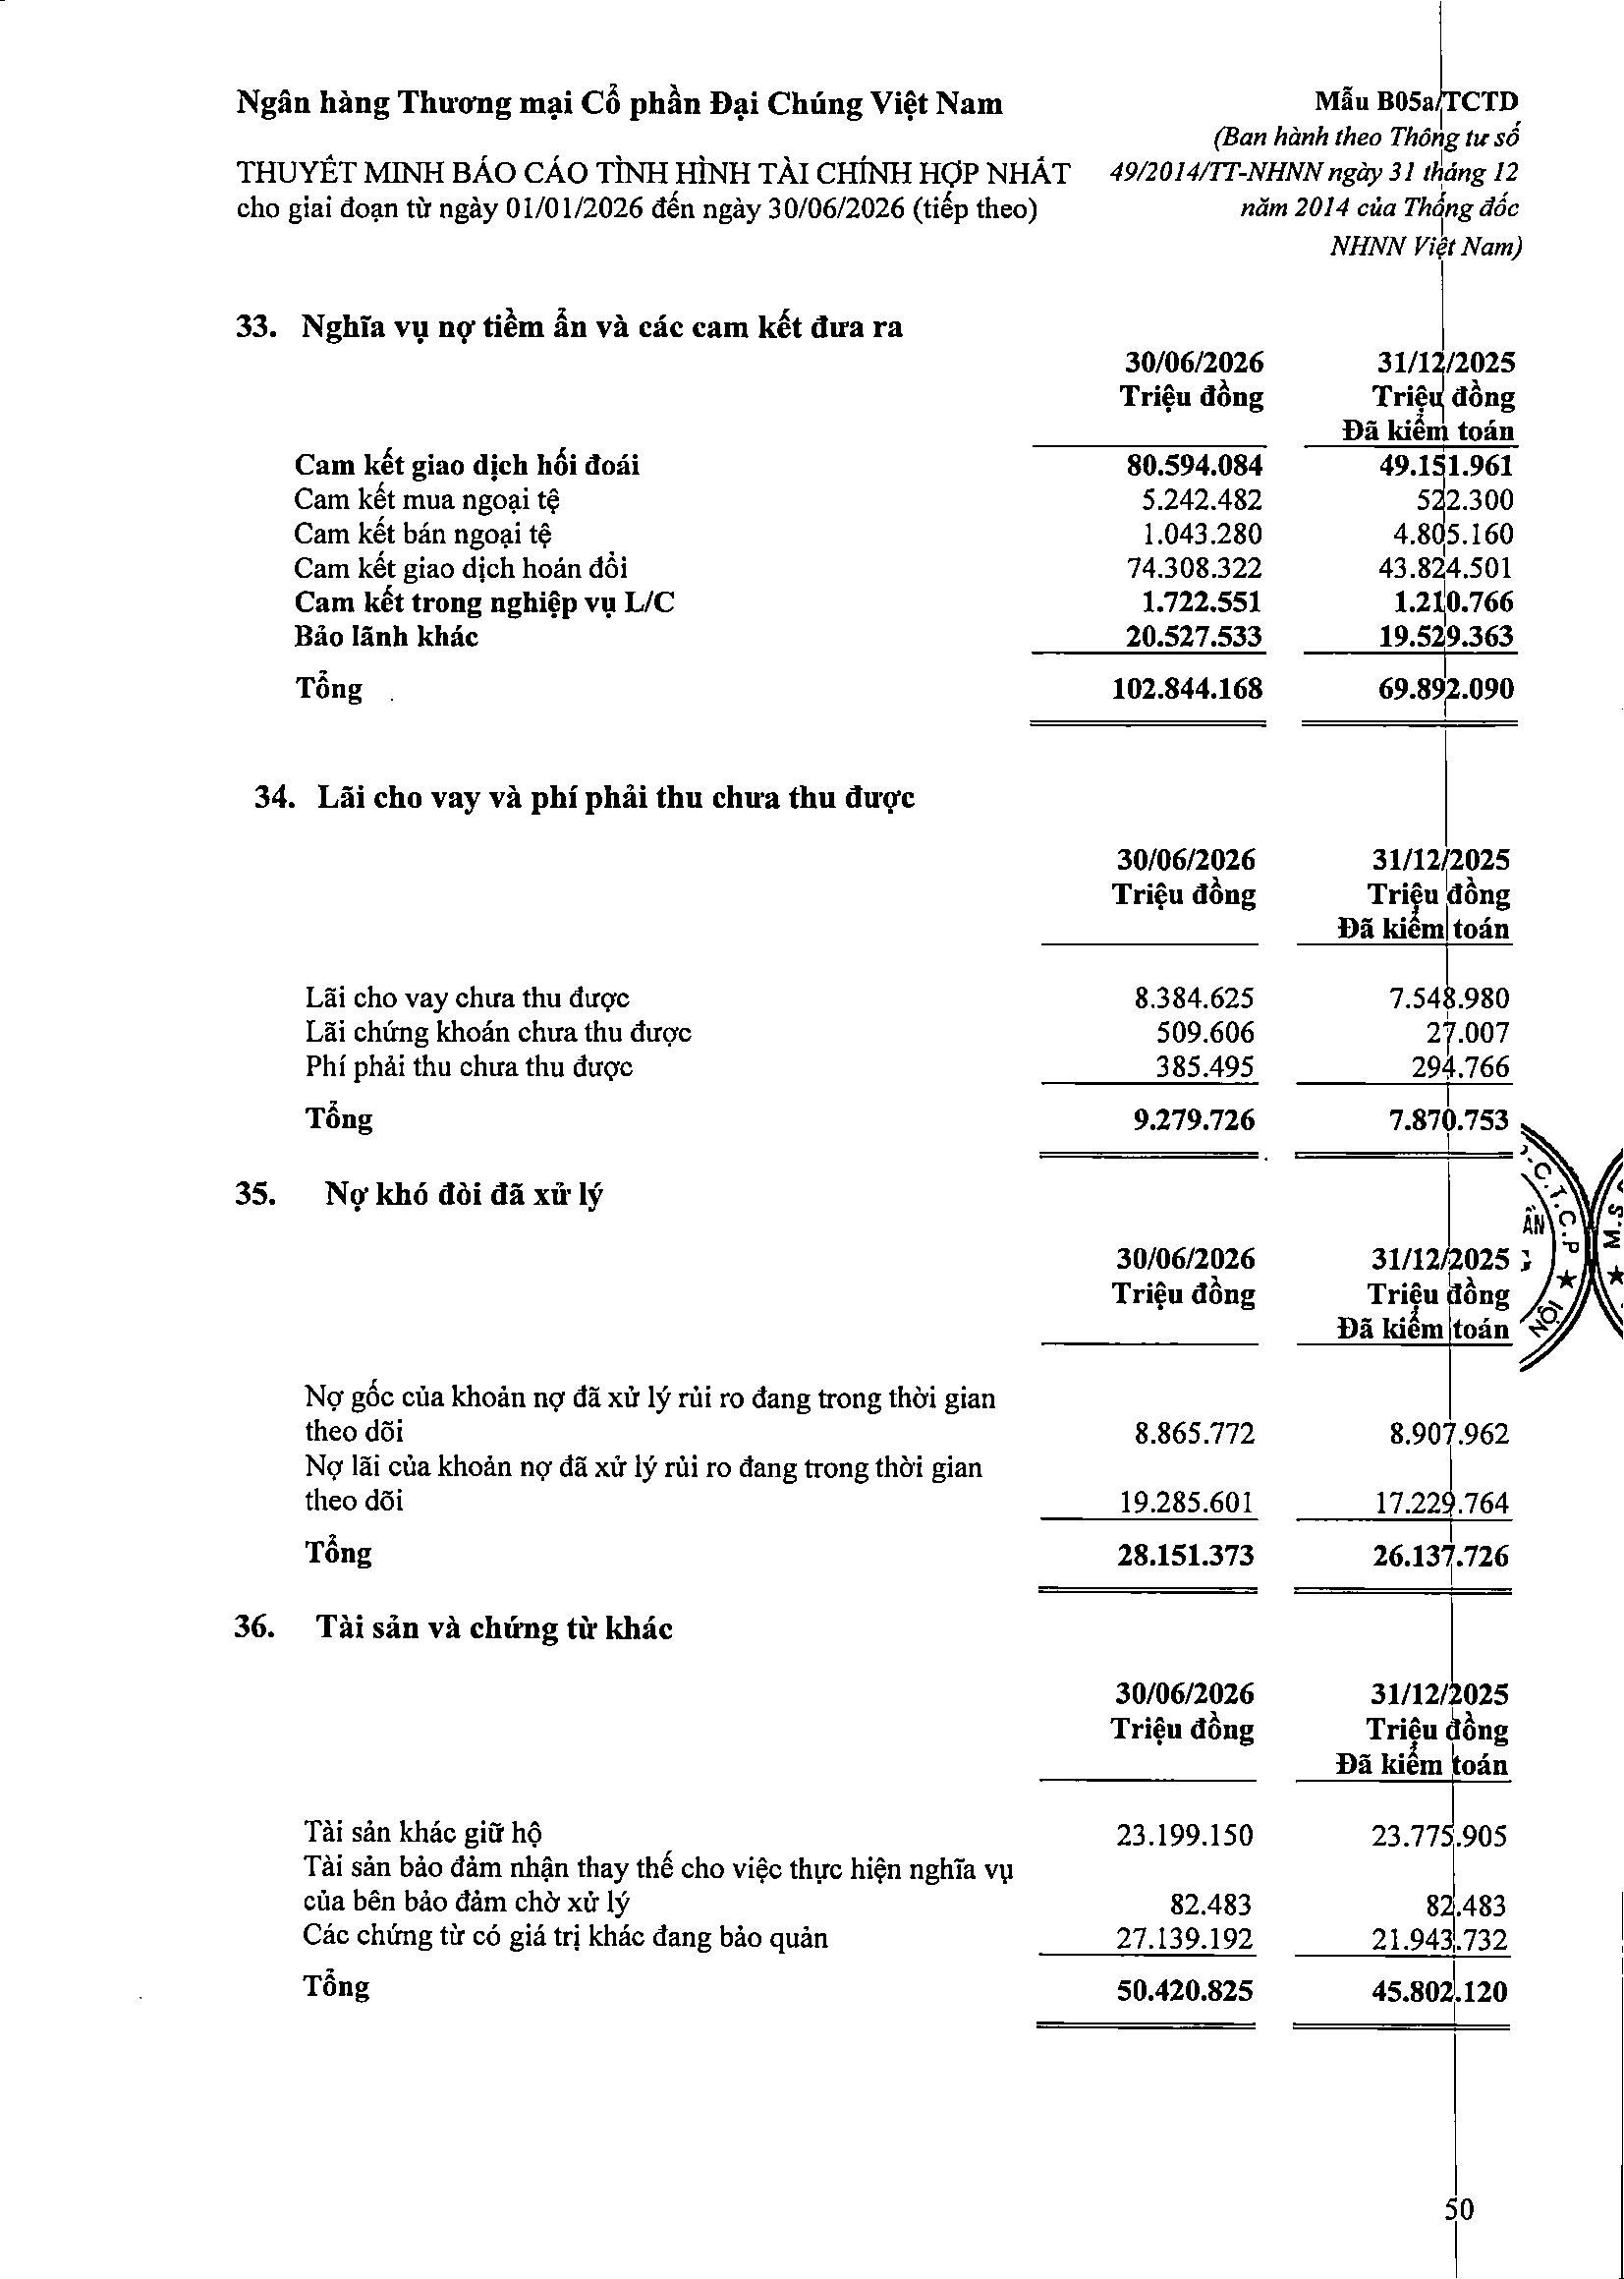 Ngân hàng Thương mại Cổ phần Đại Chúng Việt Nam
Mẫu B05a/TCTD
(Ban hành theo Thông tư số
THUYẾT MINH BÁO CÁO TÌNH HÌNH TÀI CHÍNH HỢP NHẤT
49/2014/TT-NHNN ngày 31 tháng 12
cho giai đoạn từ ngày 01/01/2026 đến ngày 30/06/2026 (tiếp theo)
năm 2014 của Thống đốc
NHNN Việt Nam)
33. Nghĩa vụ nợ tiềm ẩn và các cam kết đưa ra
30/06/2026 31/12/2025
Triệu đồng Triệu đồng
Đã kiểm toán
Cam kết giao dịch hối đoái 80.594.084 49.151.961
Cam kết mua ngoại tệ 5.242.482 522.300
Cam kết bán ngoại tệ 1.043.280 4.805.160
Cam kết giao dịch hoán đổi 74.308.322 43.824.501
Cam kết trong nghiệp vụ L/C 1.722.551 1.210.766
Bảo lãnh khác 20.527.533 19.529.363
Tổng 102.844.168 69.892.090
34. Lãi cho vay và phí phải thu chưa thu được
30/06/2026 31/12/2025
Triệu đồng Triệu đồng
Đã kiểm toán
Lãi cho vay chưa thu được 8.384.625 7.548.980
Lãi chứng khoán chưa thu được 509.606 27.007
Phí phải thu chưa thu được 385.495 294.766
Tổng 9.279.726 7.870.753
35. Nợ khó đòi đã xử lý
30/06/2026 31/12/2025
Triệu đồng Triệu đồng
Đã kiểm toán
Nợ gốc của khoản nợ đã xử lý rủi ro đang trong thời gian
theo dõi 8.865.772 8.907.962
Nợ lãi của khoản nợ đã xử lý rủi ro đang trong thời gian
theo dõi 19.285.601 17.229.764
Tổng 28.151.373 26.137.726
36. Tài sản và chứng từ khác
30/06/2026 31/12/2025
Triệu đồng Triệu đồng
Đã kiểm toán
Tài sản khác giữ hộ 23.199.150 23.775.905
Tài sản bảo đảm nhận thay thế cho việc thực hiện nghĩa vụ
của bên bảo đảm chờ xử lý 82.483 82.483
Các chứng từ có giá trị khác đang bảo quản 27.139.192 21.943.732
Tổng 50.420.825 45.802.120
C.T.C.P
M.S
50